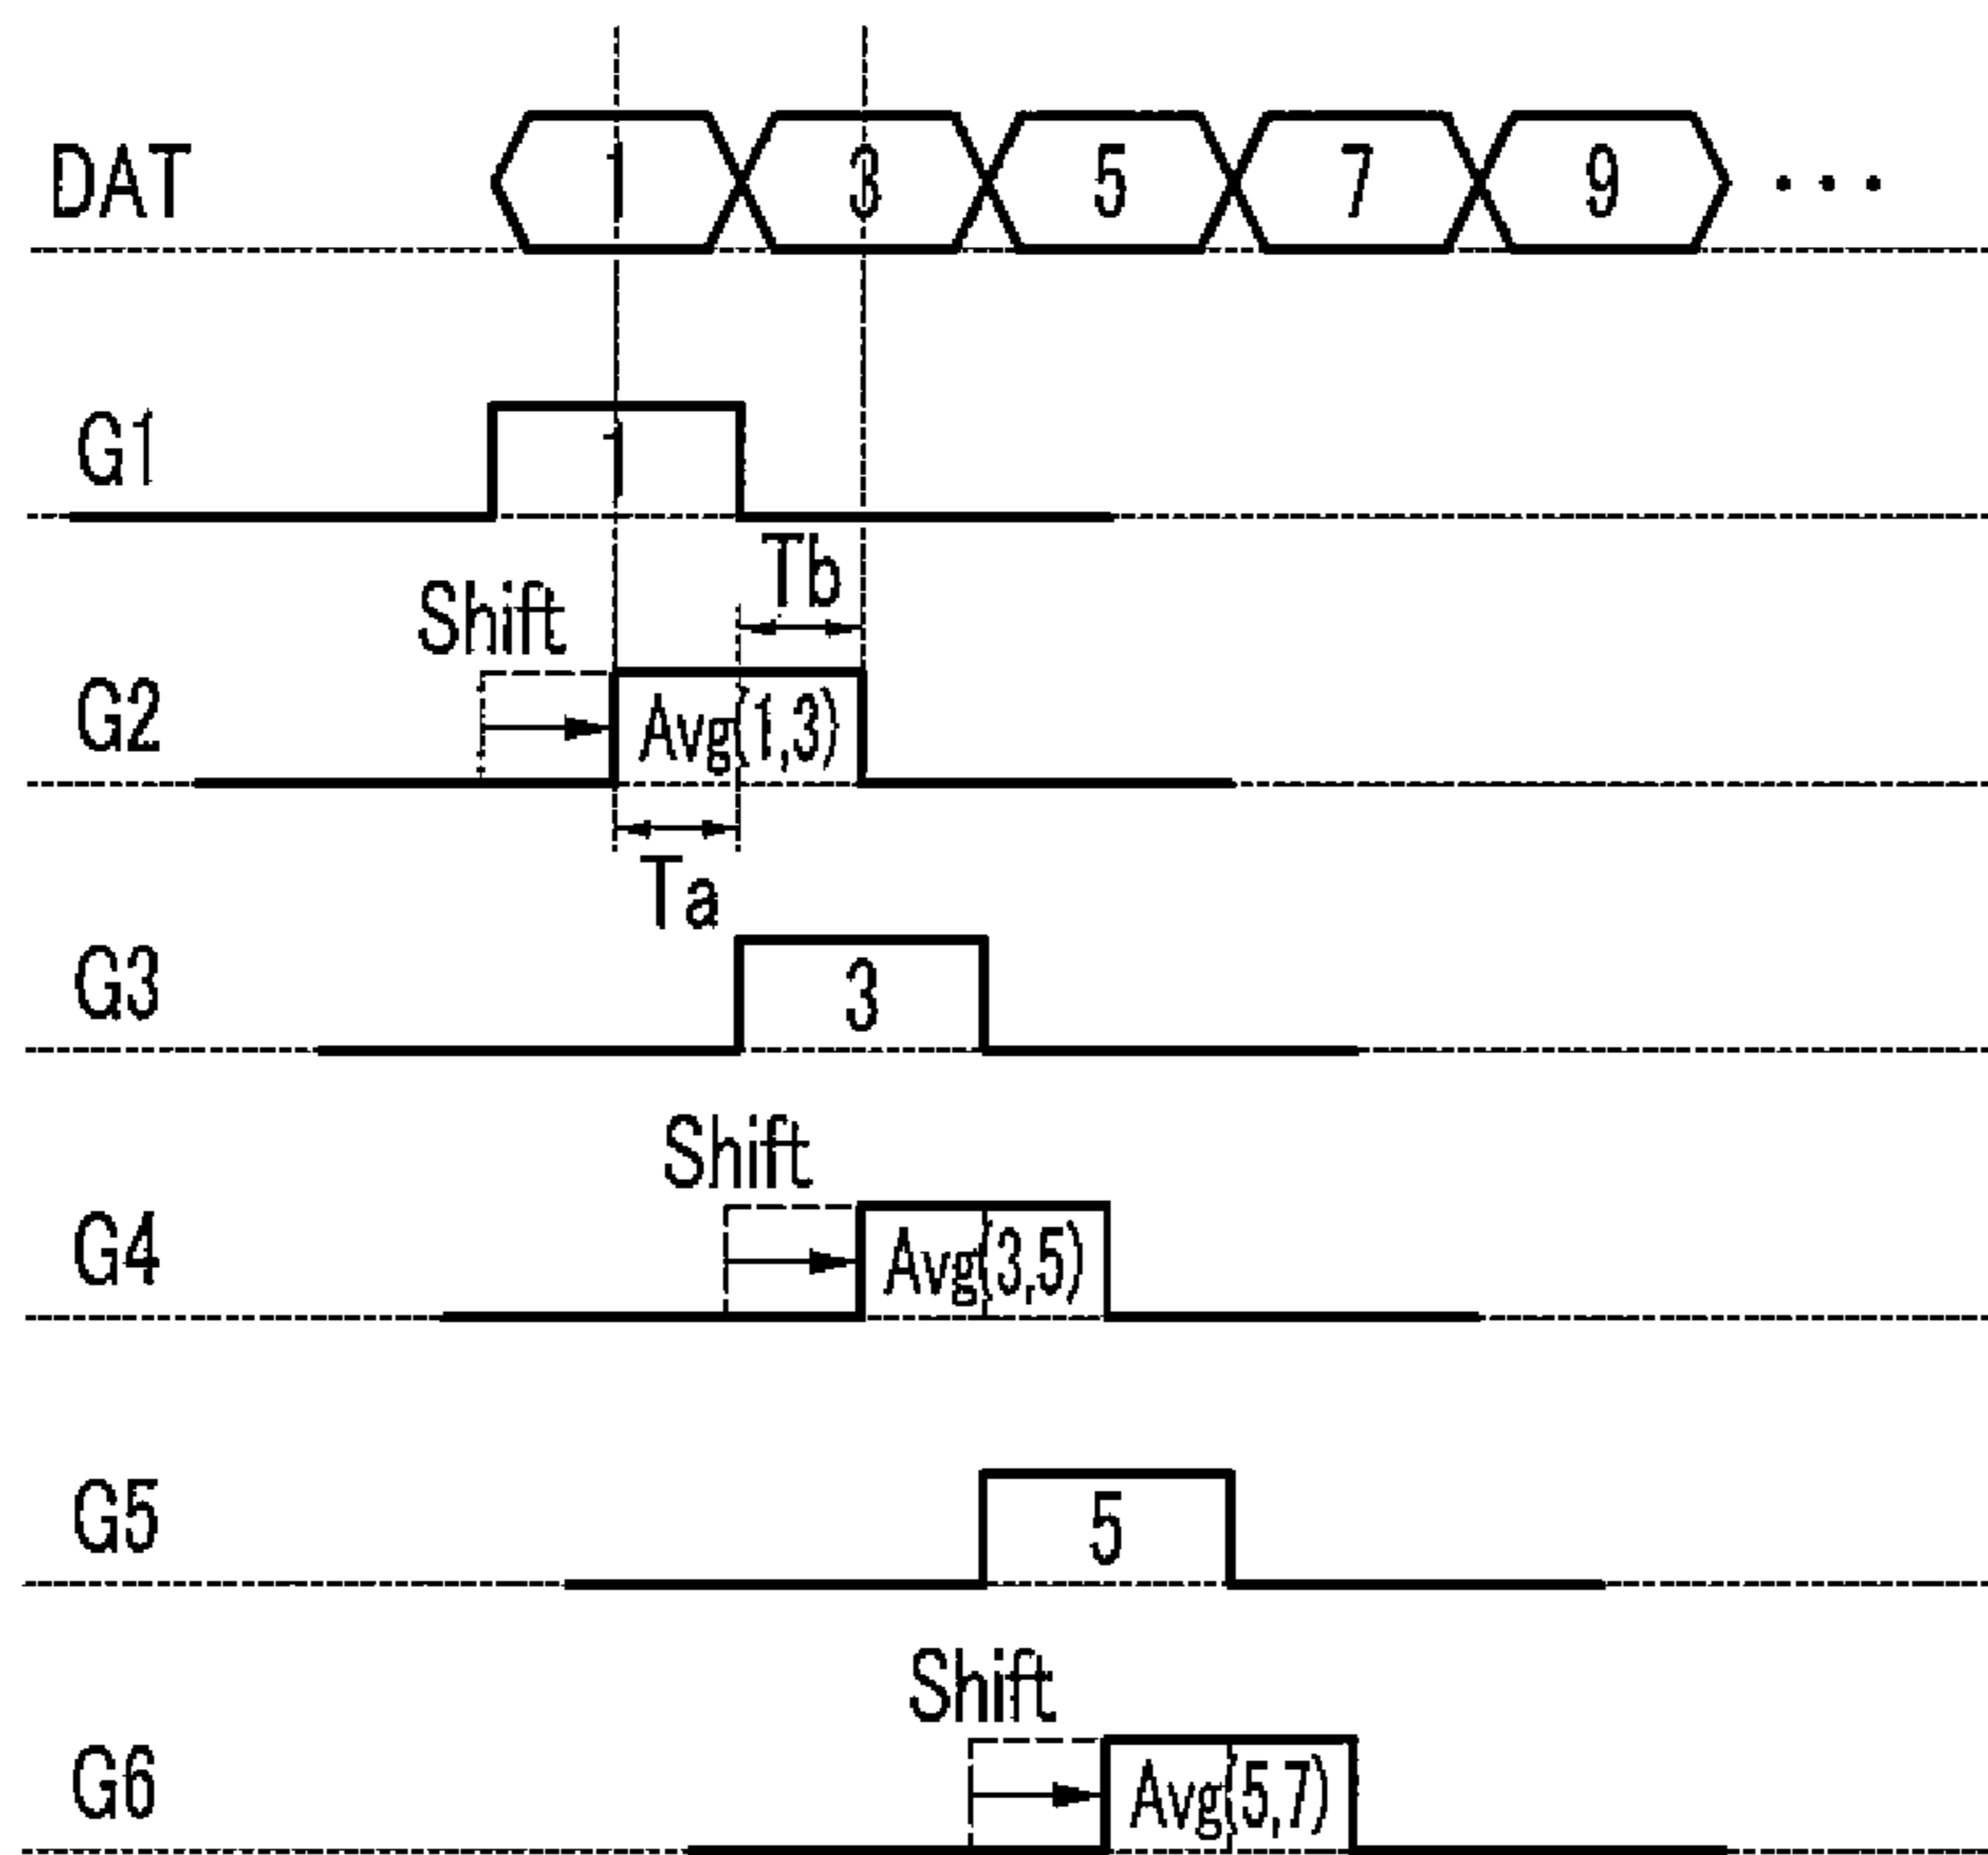 DAT 1 3 5 7 9 ...
G1 1
Tb
Shift
G2 Avg(1,3)
Ta
G3 3
Shift
G4 Avg(3,5)
G5 5
Shift
G6 Avg(5,7)